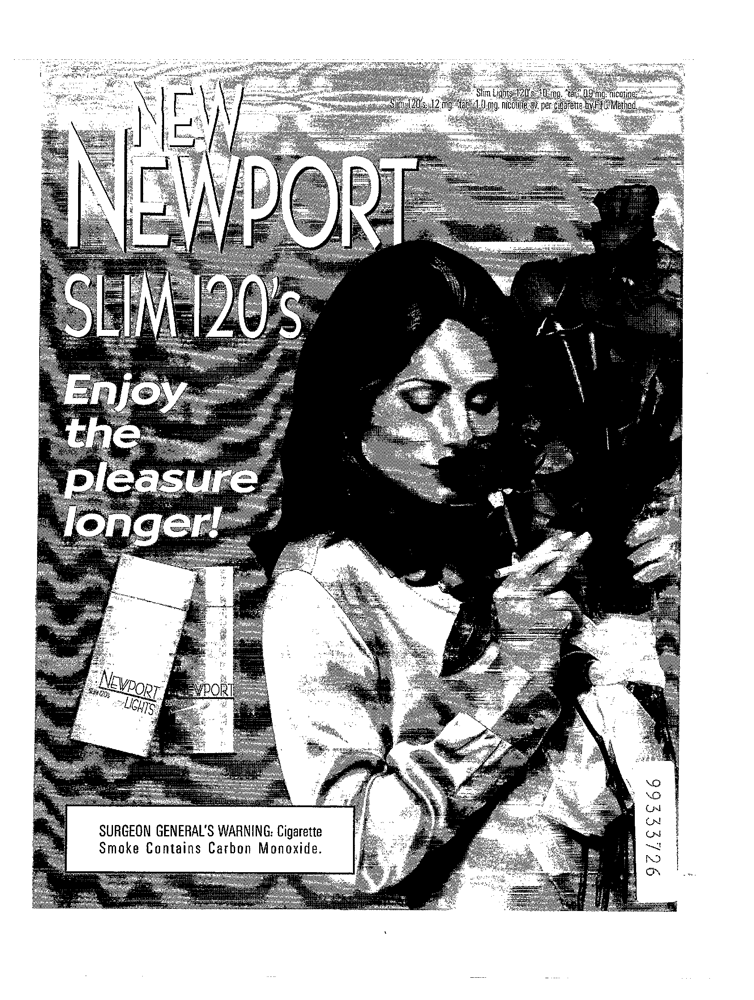 Slim Lights 120's: 10 mg. "tar," 0.9 mg. nicotine;
Slim 120's: 12 mg. "tar," 1.0 mg. nicotine av. per cigarette by FTC Method.
NEW
NEWPORT
SLIM 120's
Enjoy
the
pleasure
longer!
NEWPORT
SLIM 120s
LIGHTS
NEWPORT
SURGEON GENERAL'S WARNING: Cigarette
Smoke Contains Carbon Monoxide.
99333726